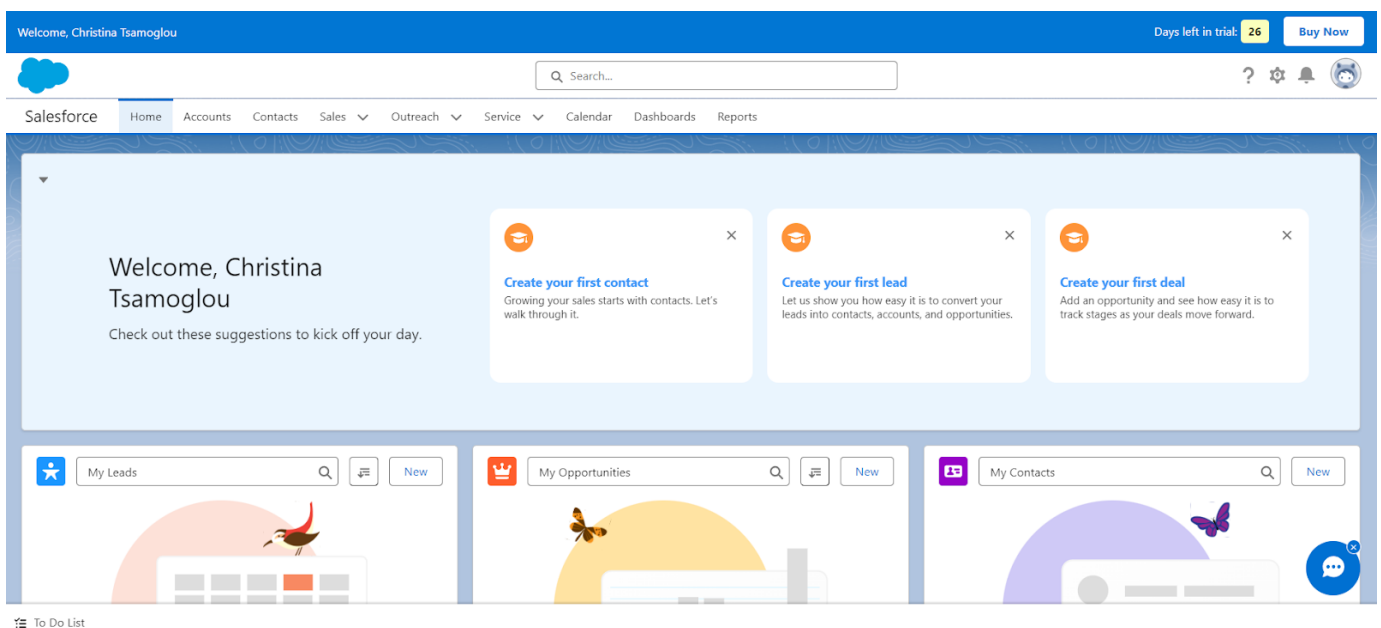 Welcome, Christina Tsamoglou
Days left in trial: 26 Buy Now
Search...
Salesforce Home Accounts Contacts Sales Outreach Service Calendar Dashboards Reports
Welcome, Christina
Tsamoglou
Check out these suggestions to kick off your day.
Create your first contact
Growing your sales starts with contacts. Let's
walk through it.
Create your first lead
Let us show you how easy it is to convert your
leads into contacts, accounts, and opportunities.
Create your first deal
Add an opportunity and see how easy it is to
track stages as your deals move forward.
My Leads New
My Opportunities New
My Contacts New
To Do List